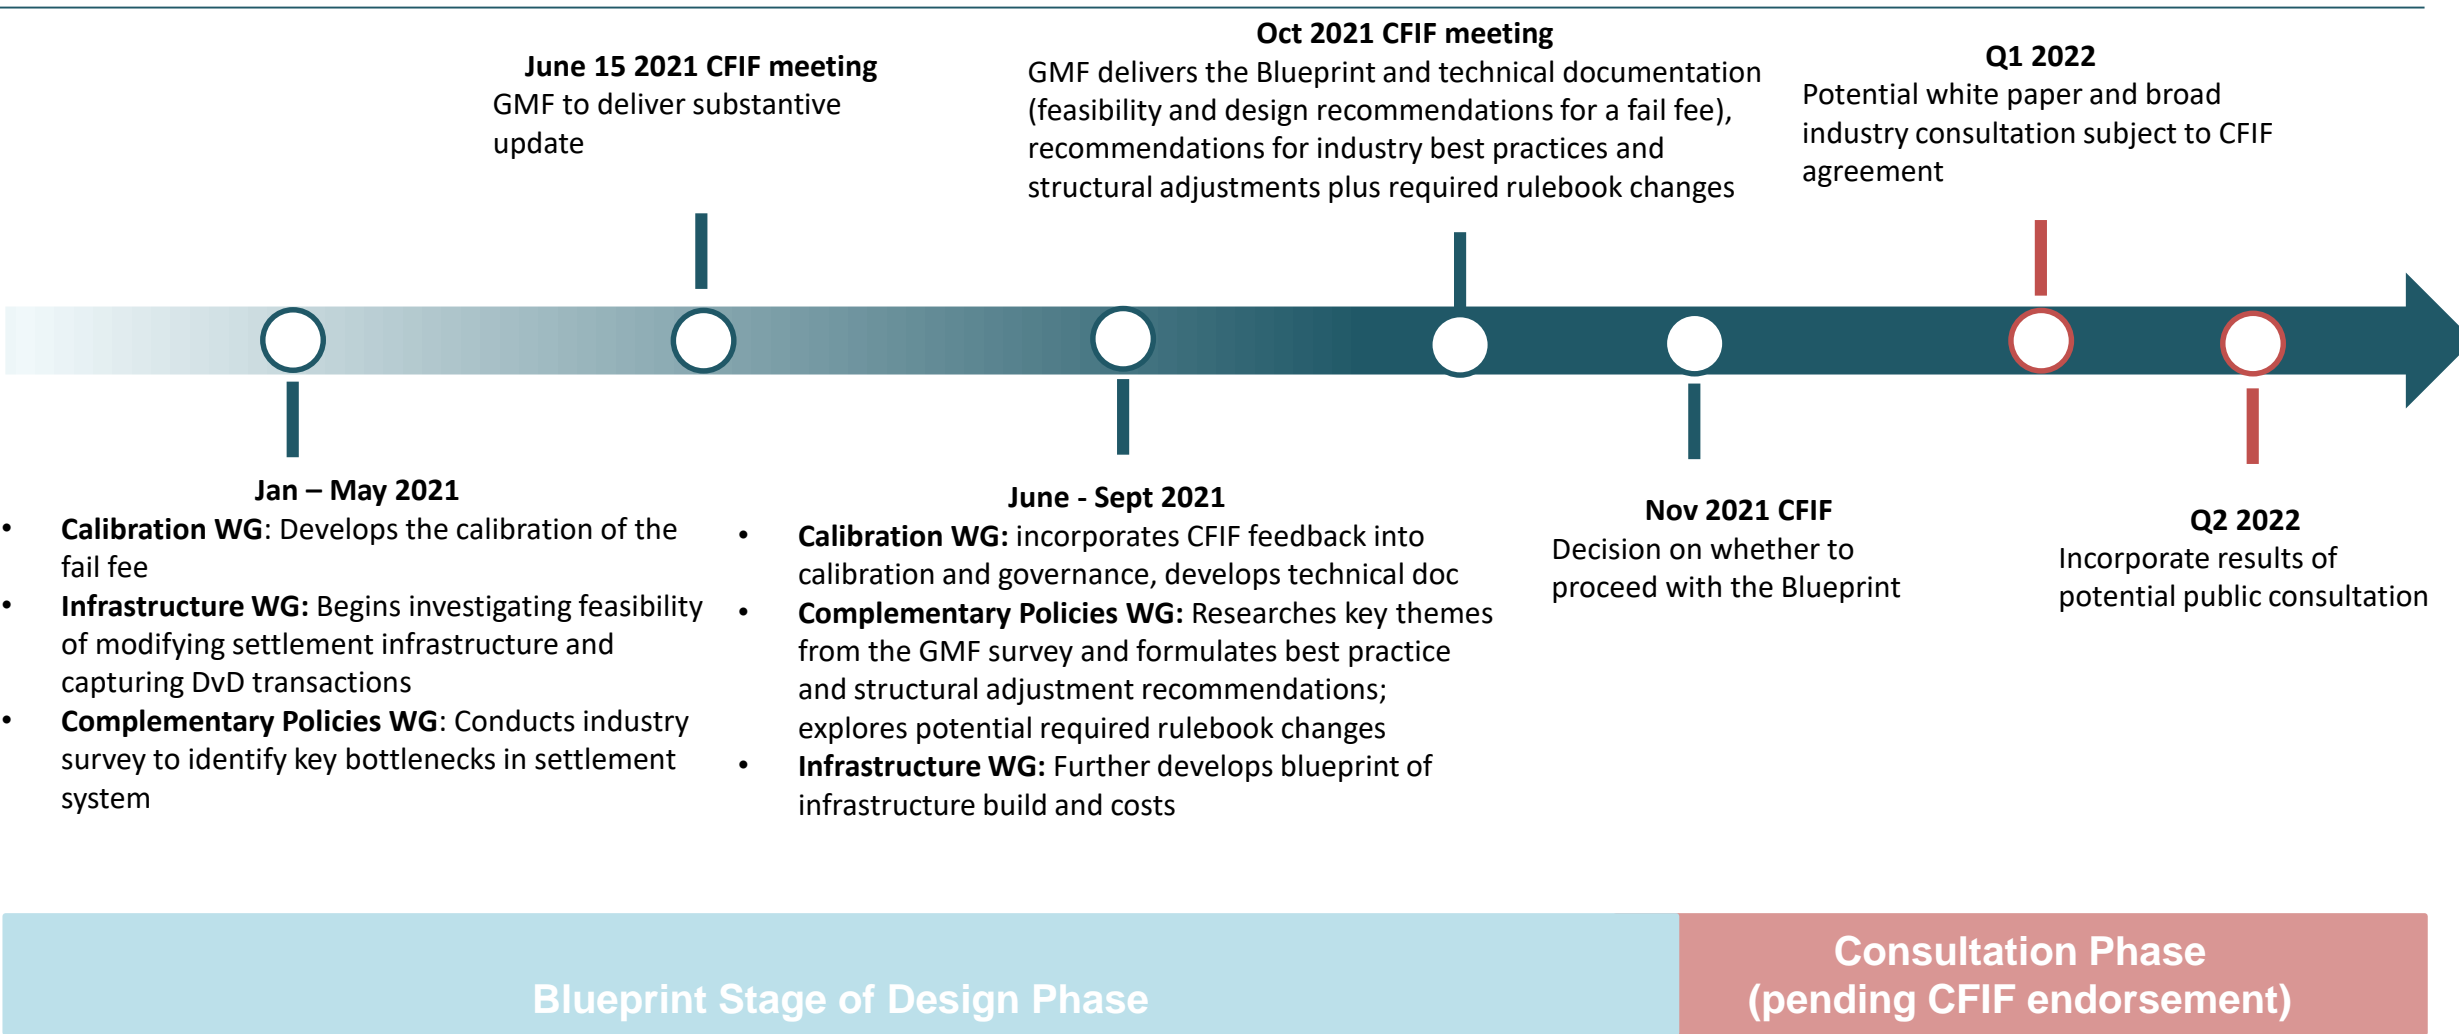 June 15 2021 CFIF meeting
GMF to deliver substantive
update
Oct 2021 CFIF meeting
GMF delivers the Blueprint and technical documentation
(feasibility and design recommendations for a fail fee),
recommendations for industry best practices and
structural adjustments plus required rulebook changes
Q1 2022
Potential white paper and broad
industry consultation subject to CFIF
agreement
Jan – May 2021
• Calibration WG: Develops the calibration of the
fail fee
• Infrastructure WG: Begins investigating feasibility
of modifying settlement infrastructure and
capturing DvD transactions
• Complementary Policies WG: Conducts industry
survey to identify key bottlenecks in settlement
system
June - Sept 2021
• Calibration WG: incorporates CFIF feedback into
calibration and governance, develops technical doc
• Complementary Policies WG: Researches key themes
from the GMF survey and formulates best practice
and structural adjustment recommendations;
explores potential required rulebook changes
• Infrastructure WG: Further develops blueprint of
infrastructure build and costs
Nov 2021 CFIF
Decision on whether to
proceed with the Blueprint
Q2 2022
Incorporate results of
potential public consultation
Blueprint Stage of Design Phase
Consultation Phase
(pending CFIF endorsement)